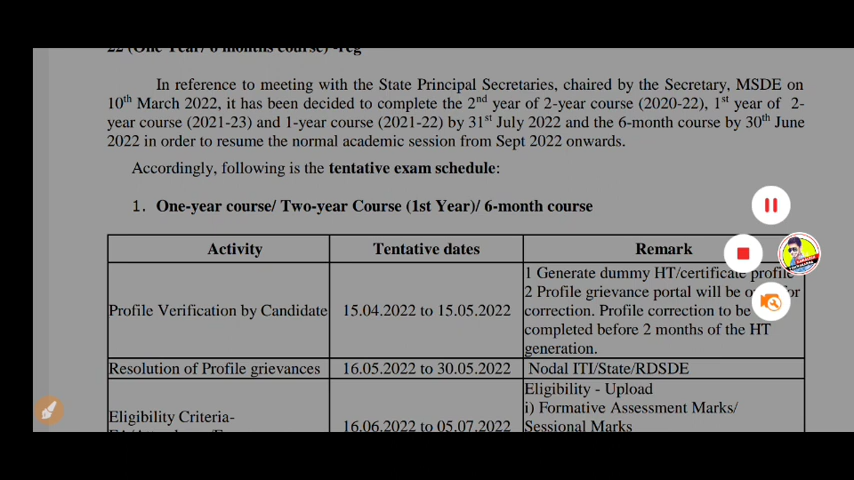 22 (One Year/ 6 months course) -reg
In reference to meeting with the State Principal Secretaries, chaired by the Secretary, MSDE on
10th March 2022, it has been decided to complete the 2nd year of 2-year course (2020-22), 1st year of 2-
year course (2021-23) and 1-year course (2021-22) by 31st July 2022 and the 6-month course by 30th June
2022 in order to resume the normal academic session from Sept 2022 onwards.
Accordingly, following is the tentative exam schedule:
1. One-year course/ Two-year Course (1st Year)/ 6-month course
Activity Tentative dates Remark
Profile Verification by Candidate 15.04.2022 to 15.05.2022
1 Generate dummy HT/certificate profile
2 Profile grievance portal will be
correction. Profile correction to be
completed before 2 months of the HT
generation.
Resolution of Profile grievances 16.05.2022 to 30.05.2022 Nodal ITI/State/RDSDE
Eligibility Criteria-
16.06.2022 to 05.07.2022
Eligibility - Upload
i) Formative Assessment Marks/
Sessional Marks